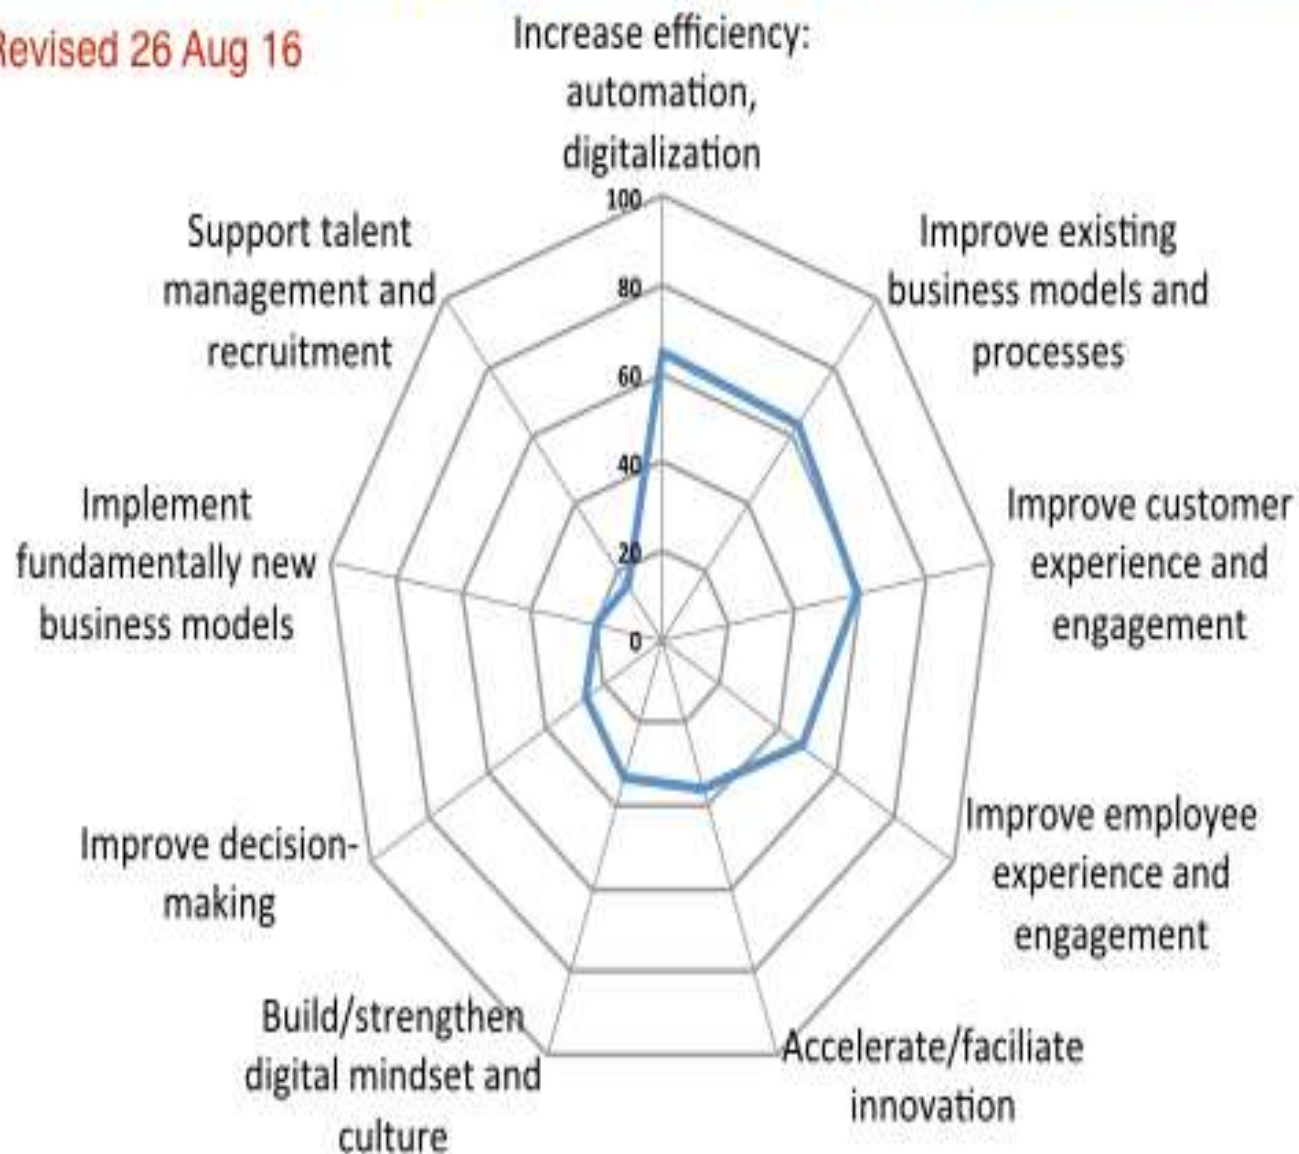 Revised 26 Aug 16
Increase efficiency:
automation,
digitalization
100
80
60
40
20
0
Improve existing
business models and
processes
Improve customer
experience and
engagement
Improve employee
experience and
engagement
Accelerate/faciliate
innovation
Build/strengthen
digital mindset and
culture
Improve decision-
making
Implement
fundamentally new
business models
Support talent
management and
recruitment